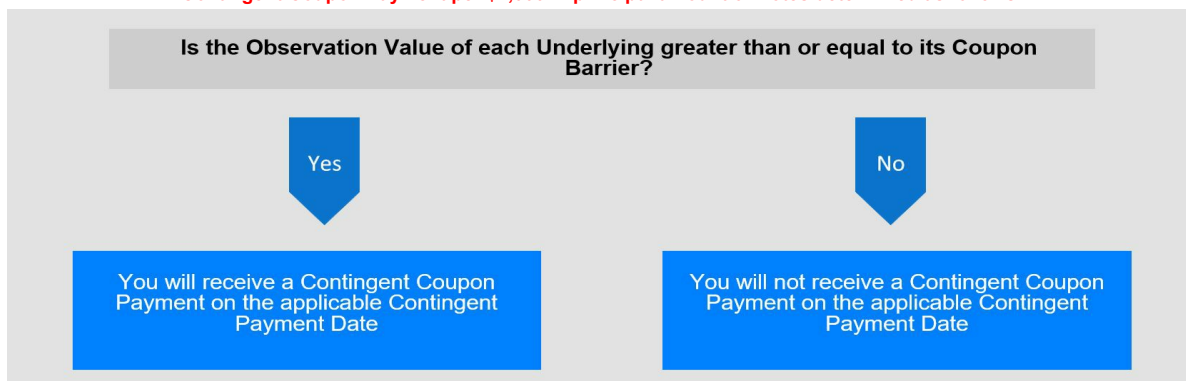 Is the Observation Value of each Underlying greater than or equal to its Coupon
Barrier?
Yes
No
You will receive a Contingent Coupon
Payment on the applicable Contingent
Payment Date
You will not receive a Contingent Coupon
Payment on the applicable Contingent
Payment Date